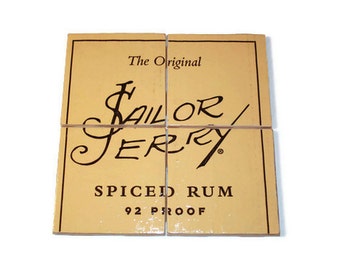 The Original
SAILOR
JERRY®
SPICED RUM
92 PROOF